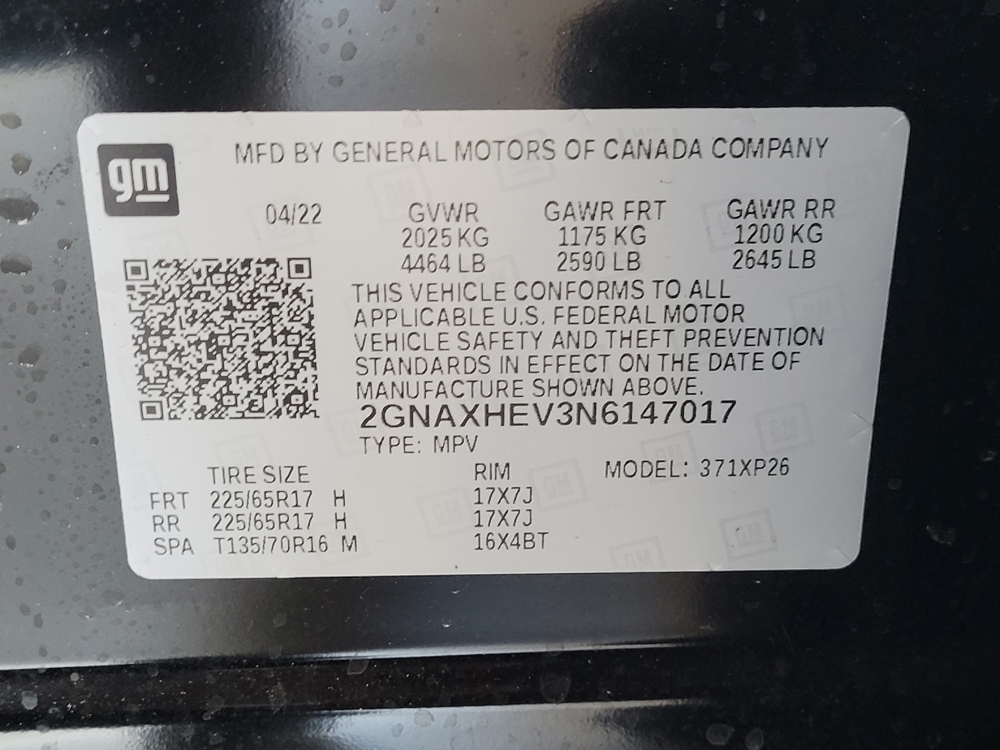 gm
MFD BY GENERAL MOTORS OF CANADA COMPANY
04/22 GVWR GAWR FRT GAWR RR
2025 KG 1175 KG 1200 KG
4464 LB 2590 LB 2645 LB
THIS VEHICLE CONFORMS TO ALL
APPLICABLE U.S. FEDERAL MOTOR
VEHICLE SAFETY AND THEFT PREVENTION
STANDARDS IN EFFECT ON THE DATE OF
MANUFACTURE SHOWN ABOVE.
2GNAXHEV3N6147017
TYPE: MPV
TIRE SIZE RIM MODEL: 371XP26
FRT 225/65R17 H 17X7J
RR 225/65R17 H 17X7J
SPA T135/70R16 M 16X4BT